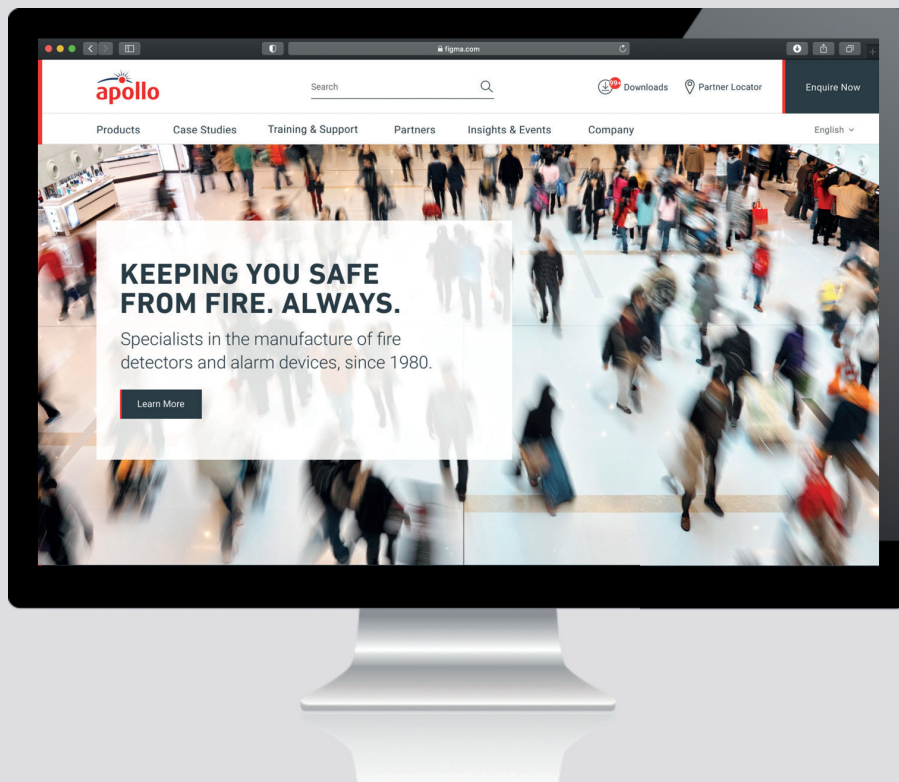 figma.com
apollo
Search
99+
Downloads
Partner Locator
Enquire Now
Products
Case Studies
Training & Support
Partners
Insights & Events
Company
English
KEEPING YOU SAFE
FROM FIRE. ALWAYS.
Specialists in the manufacture of fire
detectors and alarm devices, since 1980.
Learn More